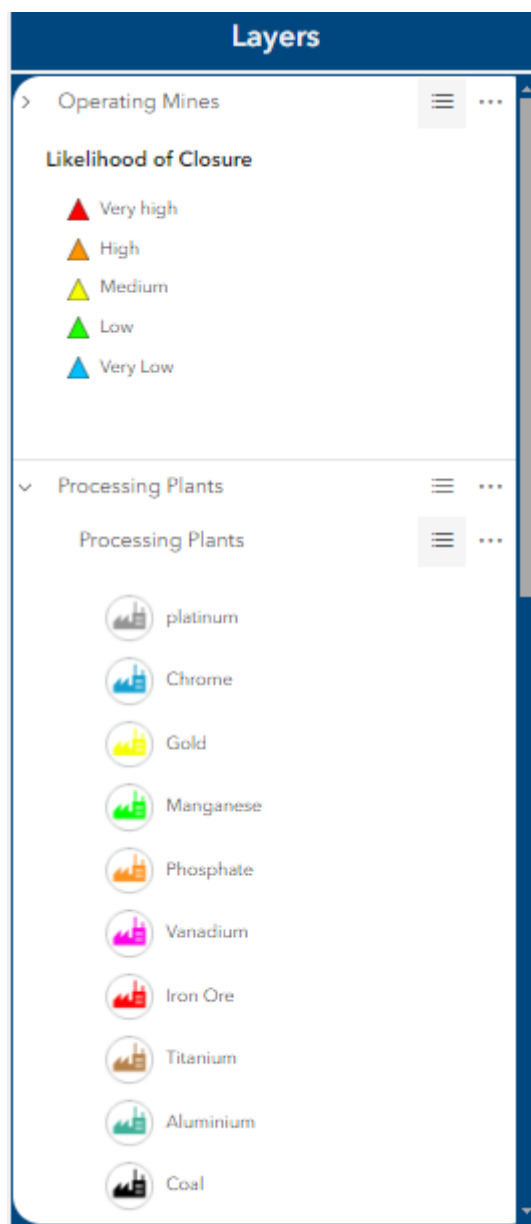 Layers
Operating Mines
Likelihood of Closure
Very high
High
Medium
Low
Very Low
Processing Plants
Processing Plants
platinum
Chrome
Gold
Manganese
Phosphate
Vanadium
Iron Ore
Titanium
Aluminium
Coal